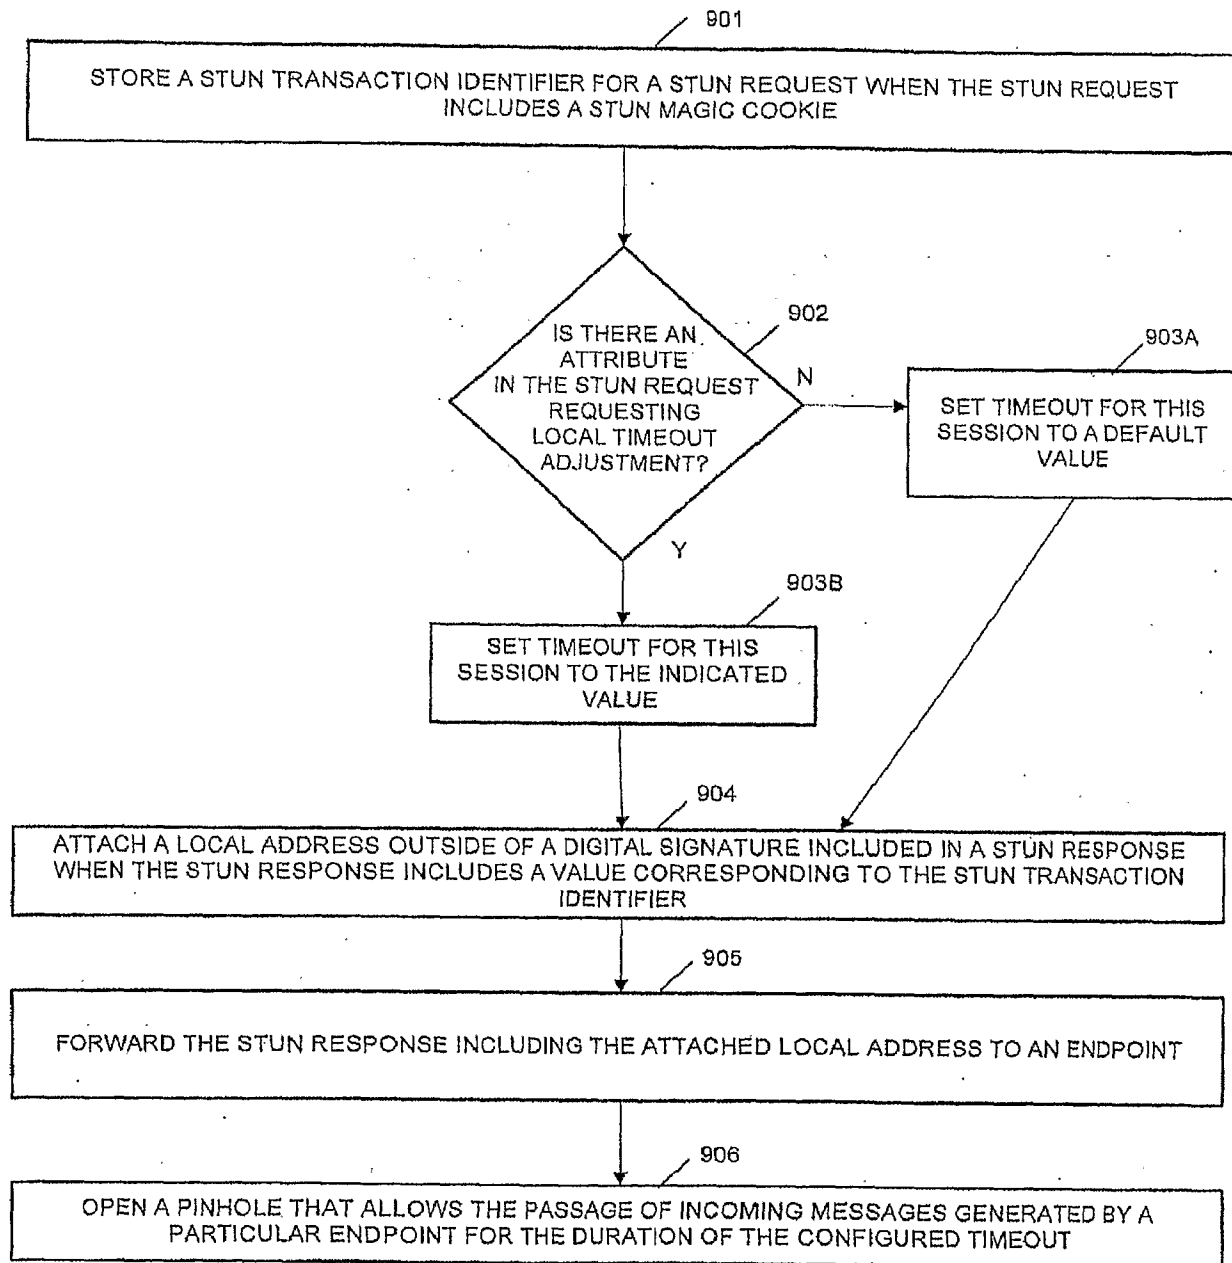 901
STORE A STUN TRANSACTION IDENTIFIER FOR A STUN REQUEST WHEN THE STUN REQUEST
INCLUDES A STUN MAGIC COOKIE
902
IS THERE AN
ATTRIBUTE
IN THE STUN REQUEST
REQUESTING
LOCAL TIMEOUT
ADJUSTMENT?
N
903A
SET TIMEOUT FOR THIS
SESSION TO A DEFAULT
VALUE
Y
903B
SET TIMEOUT FOR THIS
SESSION TO THE INDICATED
VALUE
904
ATTACH A LOCAL ADDRESS OUTSIDE OF A DIGITAL SIGNATURE INCLUDED IN A STUN RESPONSE
WHEN THE STUN RESPONSE INCLUDES A VALUE CORRESPONDING TO THE STUN TRANSACTION
IDENTIFIER
905
FORWARD THE STUN RESPONSE INCLUDING THE ATTACHED LOCAL ADDRESS TO AN ENDPOINT
906
OPEN A PINHOLE THAT ALLOWS THE PASSAGE OF INCOMING MESSAGES GENERATED BY A
PARTICULAR ENDPOINT FOR THE DURATION OF THE CONFIGURED TIMEOUT